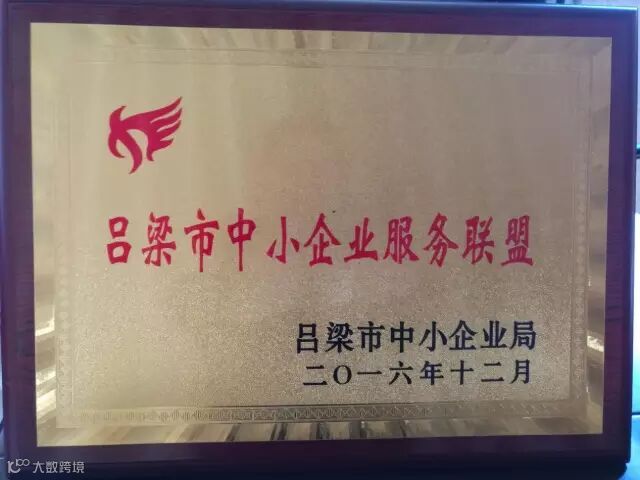 吕梁市中小企业服务联盟
吕梁市中小企业局
二〇一六年十二月
大数跨境